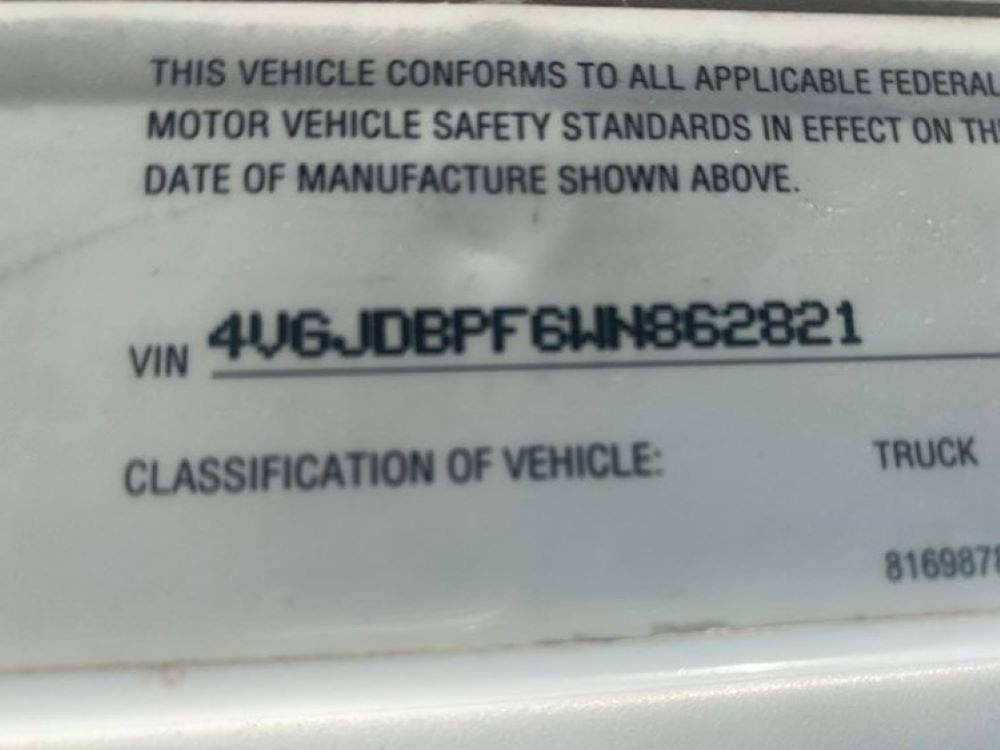 THIS VEHICLE CONFORMS TO ALL APPLICABLE FEDERAL
MOTOR VEHICLE SAFETY STANDARDS IN EFFECT ON TH
DATE OF MANUFACTURE SHOWN ABOVE.
VIN 4V6JDBPF6WN862821
CLASSIFICATION OF VEHICLE: TRUCK
8169878